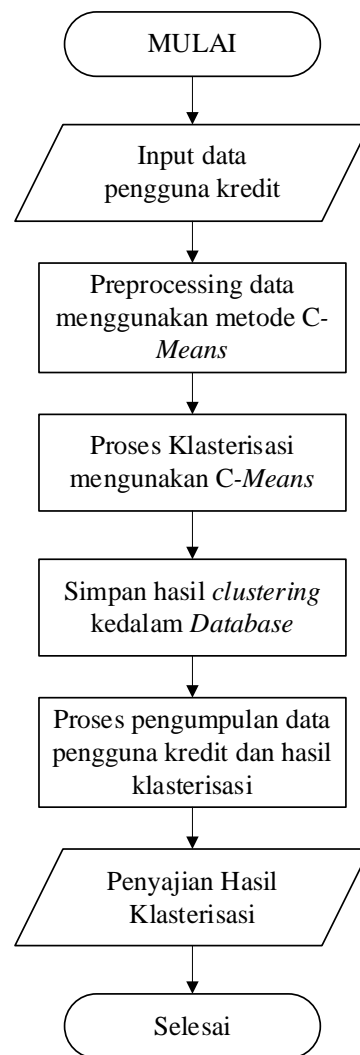 MULAI
Input data
pengguna kredit
Preprocessing data
menggunakan metode C-
Means
Proses Klasterisasi
mengunakan C-Means
Simpan hasil clustering
kedalam Database
Proses pengumpulan data
pengguna kredit dan hasil
klasterisasi
Penyajian Hasil
Klasterisasi
Selesai